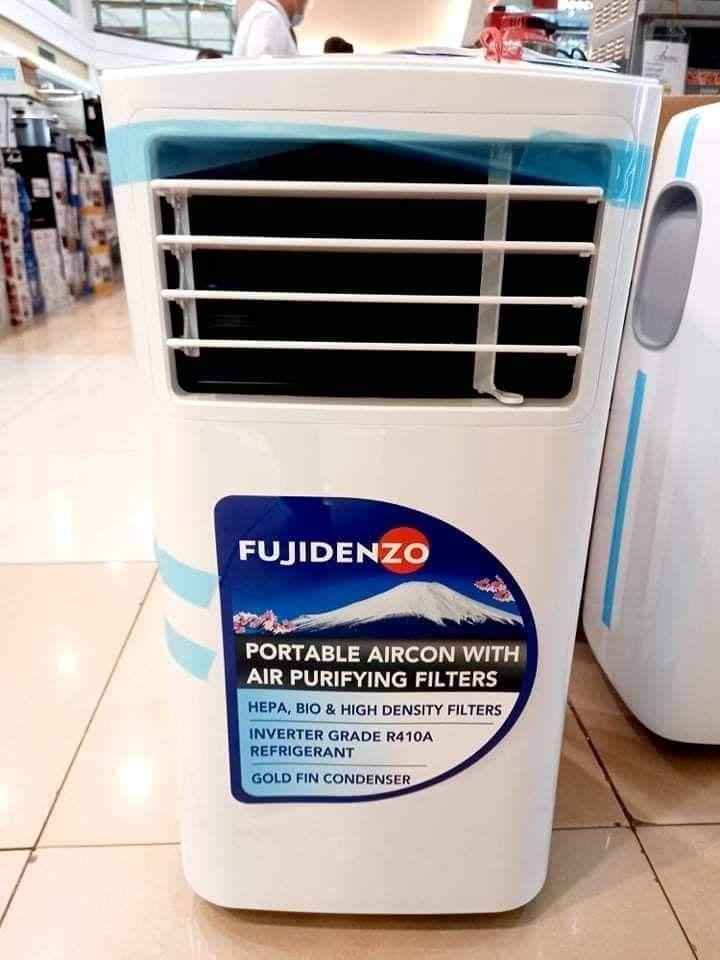 FUJIDENZO
PORTABLE AIRCON WITH
AIR PURIFYING FILTERS
HEPA, BIO & HIGH DENSITY FILTERS
INVERTER GRADE R410A
REFRIGERANT
GOLD FIN CONDENSER